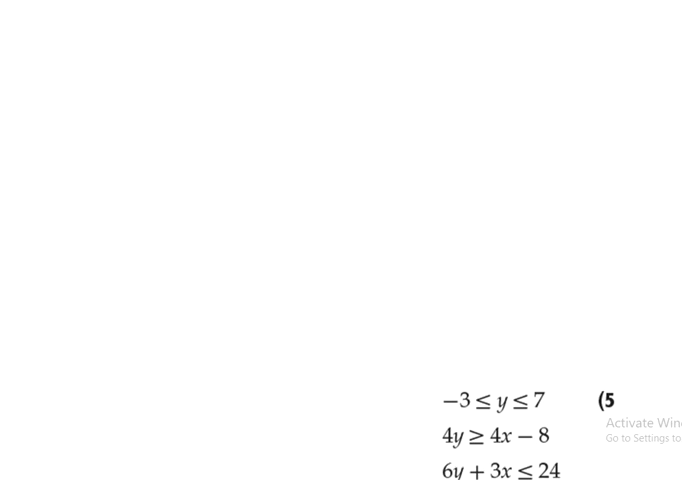 −3 ≤ y ≤ 7 (5
4y ≥ 4x − 8
6y + 3x ≤ 24
Activate Win
Go to Settings to